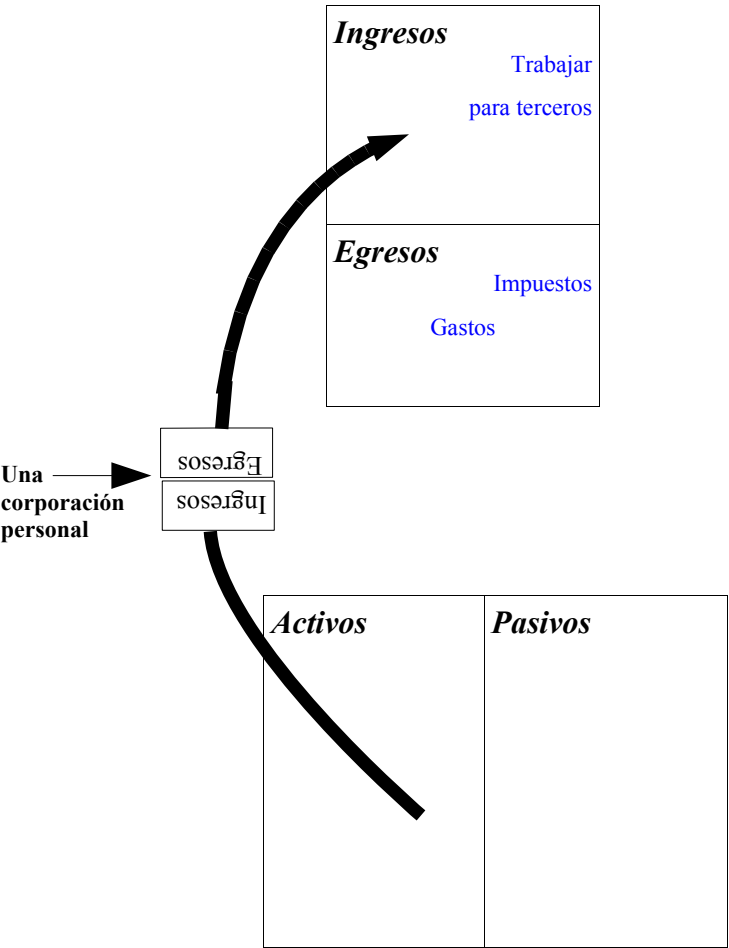 Ingresos
Trabajar
para terceros
Egresos
Impuestos
Gastos
Egresos
Ingresos
Una
corporación
personal
Activos
Pasivos